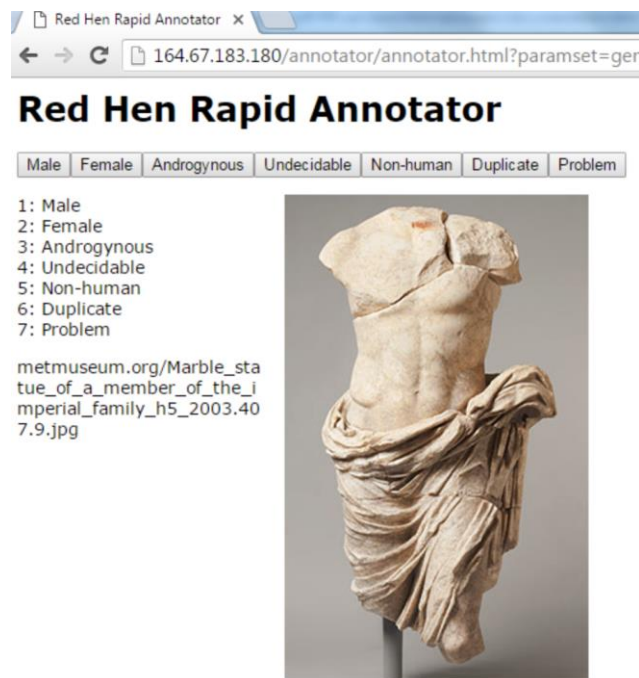 Red Hen Rapid Annotator
164.67.183.180/annotator/annotator.html?paramset=ger
Red Hen Rapid Annotator
Male Female Androgynous Undecidable Non-human Duplicate Problem
1: Male
2: Female
3: Androgynous
4: Undecidable
5: Non-human
6: Duplicate
7: Problem
metmuseum.org/Marble_sta
tue_of_a_member_of_the_i
mperial_family_h5_2003.40
7.9.jpg